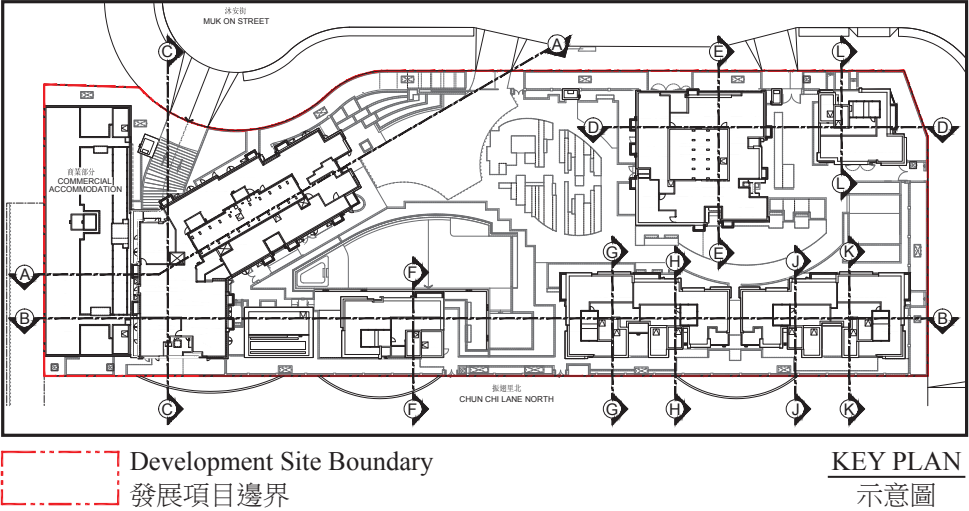 沐安街
MUK ON STREET
C
A
E
L
D
D
商業部分
COMMERCIAL
ACCOMMODATION
L
E
G
H
J
K
A
F
B
B
C
F
G
H
J
K
振翅里北
CHUN CHI LANE NORTH
Development Site Boundary
發展項目邊界
KEY PLAN
示意圖